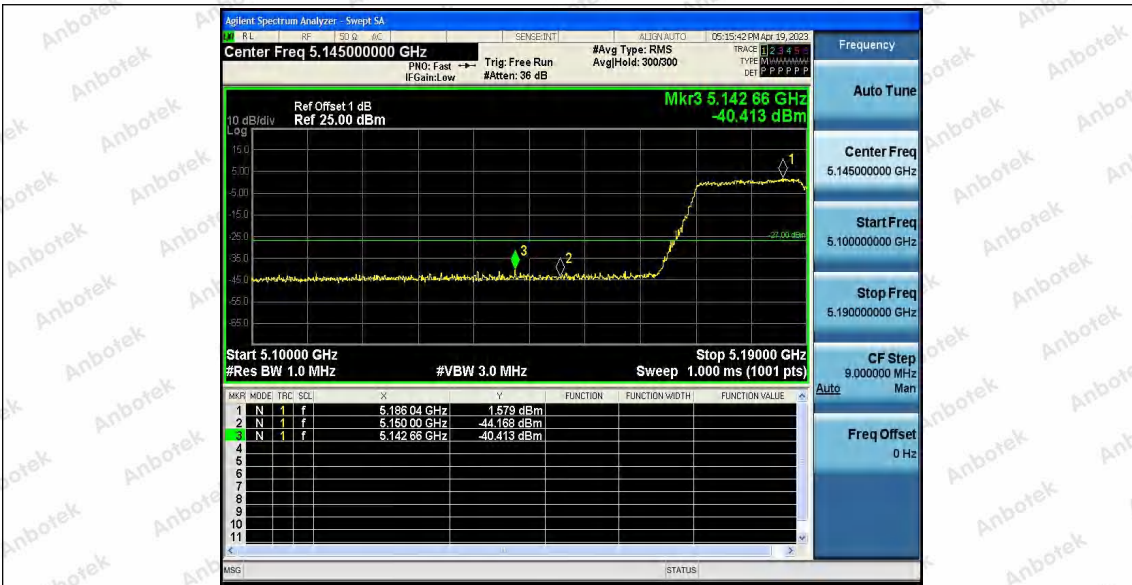 Agilent Spectrum Analyzer - Swept SA
RL RF 50 Ω AC SENSE:INT ALIGN AUTO 05:15:42 PM Apr 19, 2023
Center Freq 5.145000000 GHz
PNO: Fast
IFGain:Low
Trig: Free Run
#Atten: 36 dB
#Avg Type: RMS
Avg|Hold: 300/300
TRACE 1 2 3 4 5 6
TYPE M
DET P P P P P P
Ref Offset 1 dB
10 dB/div Ref 25.00 dBm
Log
Mkr3 5.142 66 GHz
-40.413 dBm
15.0
5.00
-5.00
-15.0
-25.0
-35.0
-45.0
-55.0
-65.0
1
-27.00 dBm
3
2
Start 5.10000 GHz Stop 5.19000 GHz
#Res BW 1.0 MHz #VBW 3.0 MHz Sweep 1.000 ms (1001 pts)
MKR MODE TRC SCL X Y FUNCTION FUNCTION WIDTH FUNCTION VALUE
1 N 1 f 5.186 04 GHz 1.579 dBm
2 N 1 f 5.150 00 GHz -44.168 dBm
3 N 1 f 5.142 66 GHz -40.413 dBm
4
5
6
7
8
9
10
11
MSG STATUS
Frequency
Auto Tune
Center Freq
5.145000000 GHz
Start Freq
5.100000000 GHz
Stop Freq
5.190000000 GHz
CF Step
9.000000 MHz
Auto Man
Freq Offset
0 Hz
Anbotek